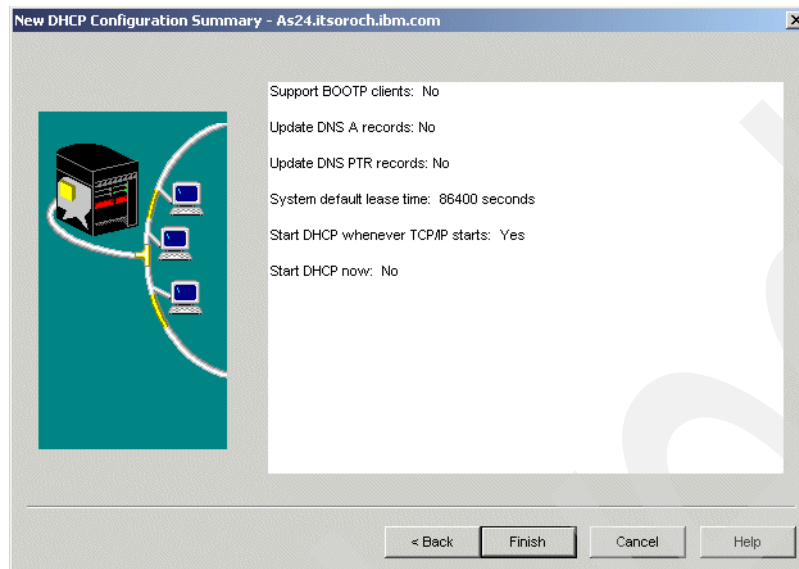 New DHCP Configuration Summary - As24.itsoroch.ibm.com
Support BOOTP clients: No
Update DNS A records: No
Update DNS PTR records: No
System default lease time: 86400 seconds
Start DHCP whenever TCP/IP starts: Yes
Start DHCP now: No
< Back
Finish
Cancel
Help